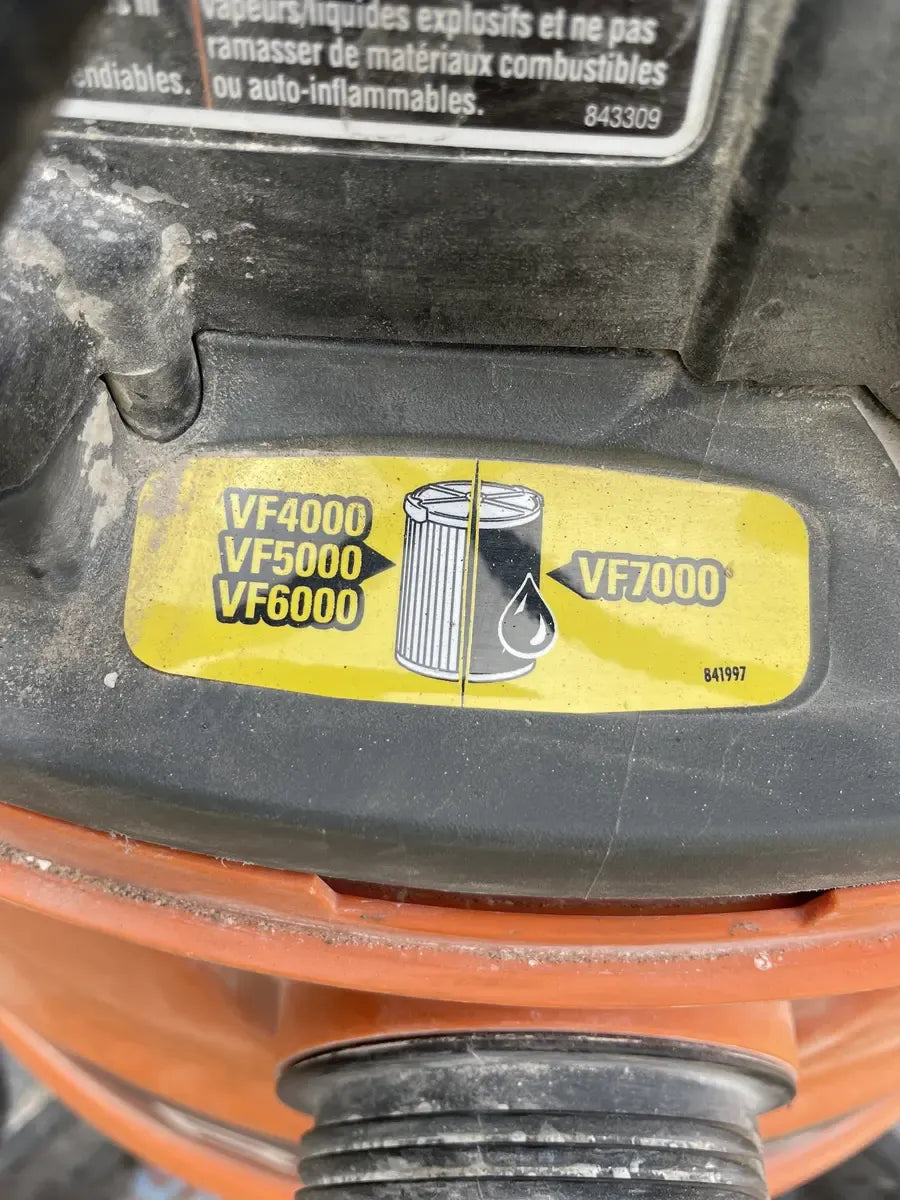 vapeurs/liquides explosifs et ne pas
ramasser de matériaux combustibles
endiables. ou auto-inflammables.
843309
VF4000
VF5000
VF6000
VF7000
841997